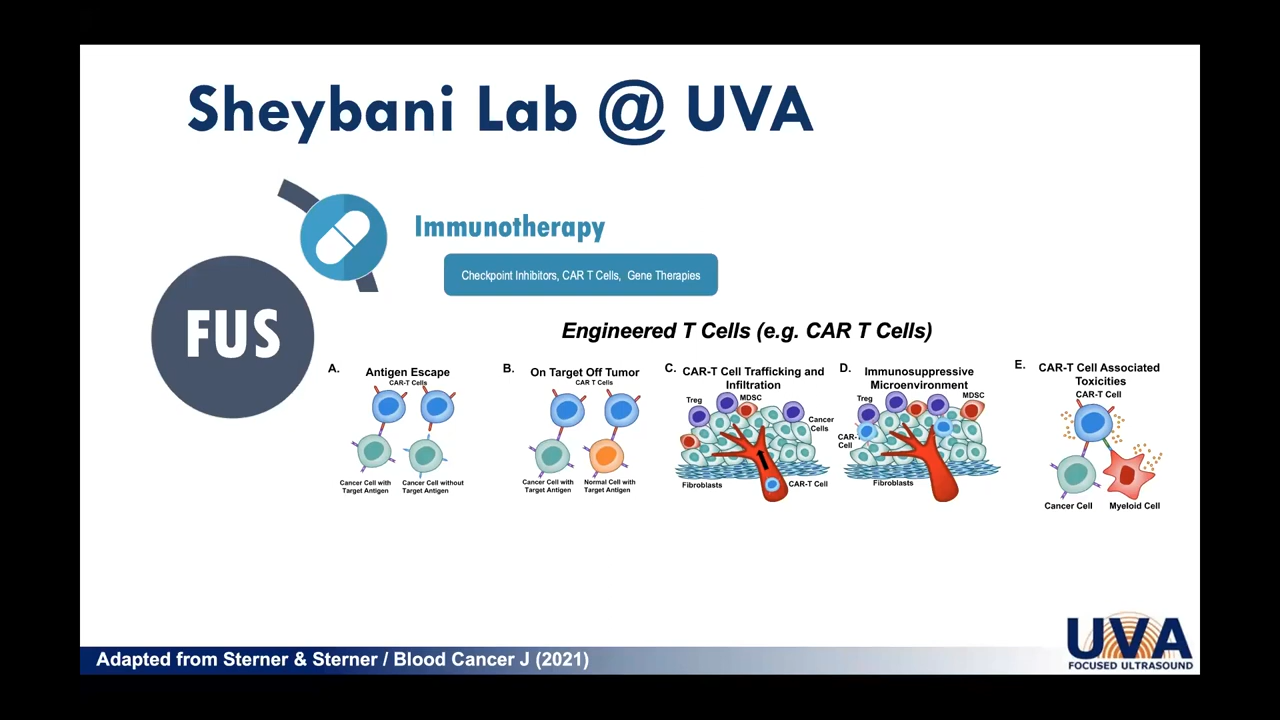 Sheybani Lab @ UVA
Immunotherapy
Checkpoint Inhibitors, CAR T Cells, Gene Therapies
FUS
Engineered T Cells (e.g. CAR T Cells)
A.
Antigen Escape
CAR-T Cells
Cancer Cell with
Target Antigen
Cancer Cell without
Target Antigen
B.
On Target Off Tumor
CAR T Cells
Cancer Cell with
Target Antigen
Normal Cell with
Target Antigen
C.
CAR-T Cell Trafficking and
Infiltration
Treg
MDSC
Cancer
Cells
Fibroblasts
CAR-T Cell
D.
Immunosuppressive
Microenvironment
Treg
MDSC
CAR-T
Cell
Fibroblasts
E.
CAR-T Cell Associated
Toxicities
CAR-T Cell
Cancer Cell
Myeloid Cell
Adapted from Sterner & Sterner / Blood Cancer J (2021)
UVA
FOCUSED ULTRASOUND